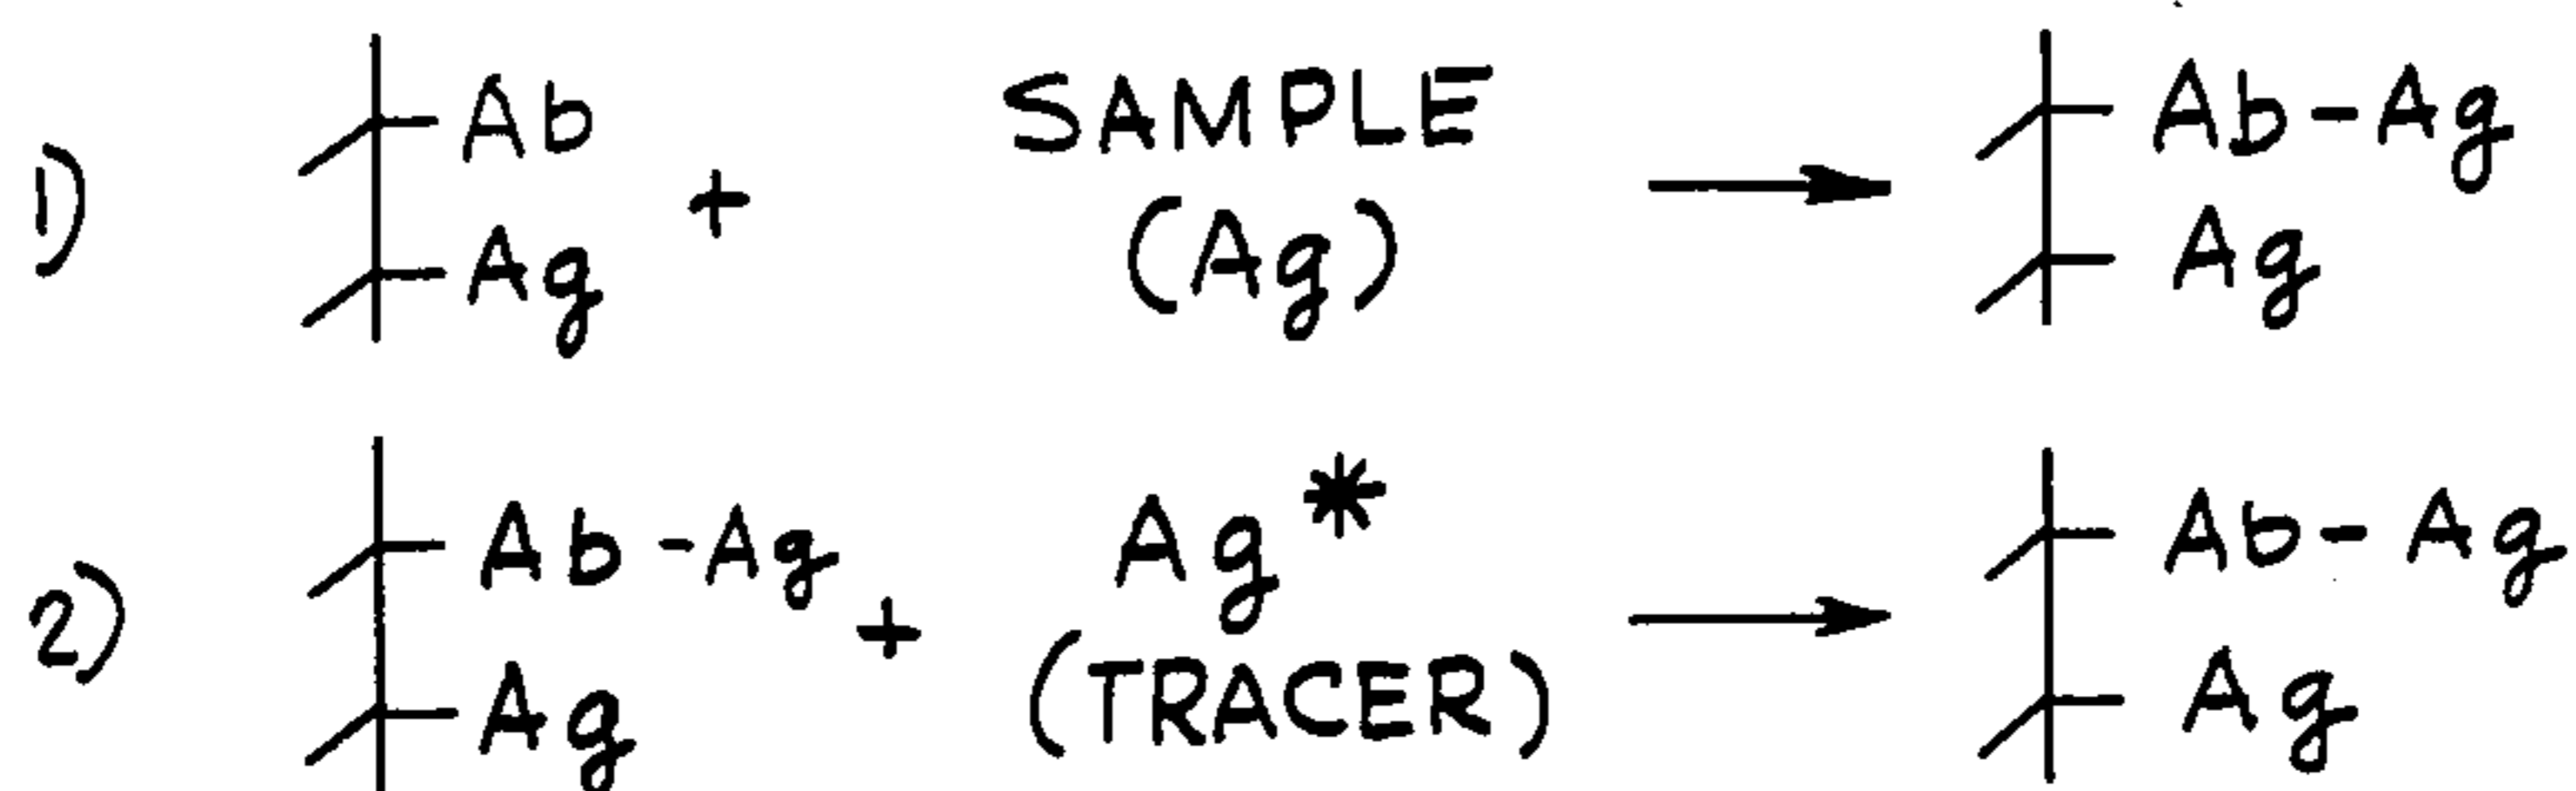 1) Ab + SAMPLE → Ab-Ag
Ag (Ag) Ag
2) Ab-Ag + Ag* → Ab-Ag
Ag (TRACER) Ag